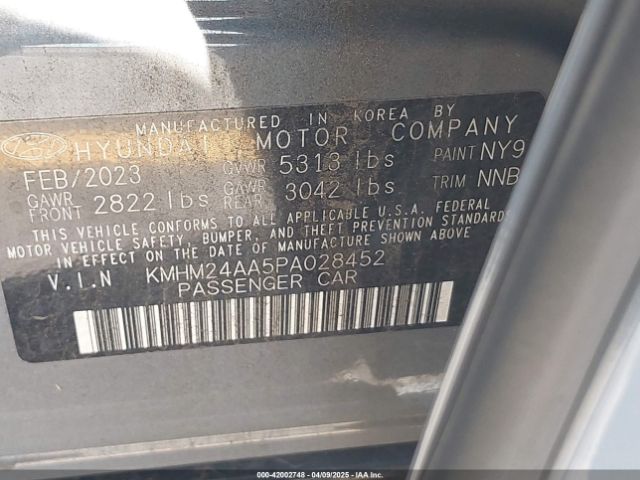 MANUFACTURED IN KOREA BY
HYUNDAI MOTOR COMPANY
FEB/2023 GVWR 5313 lbs PAINT NY9
GAWR FRONT 2822 lbs GAWR REAR 3042 lbs TRIM NNB
THIS VEHICLE CONFORMS TO ALL APPLICABLE U.S.A. FEDERAL
MOTOR VEHICLE SAFETY, BUMPER, AND THEFT PREVENTION STANDARDS
IN EFFECT ON THE DATE OF MANUFACTURE SHOWN ABOVE
V.I.N KMHM24AA5PA028452
PASSENGER CAR
000-42002748 - 04/09/2025 - IAA Inc.